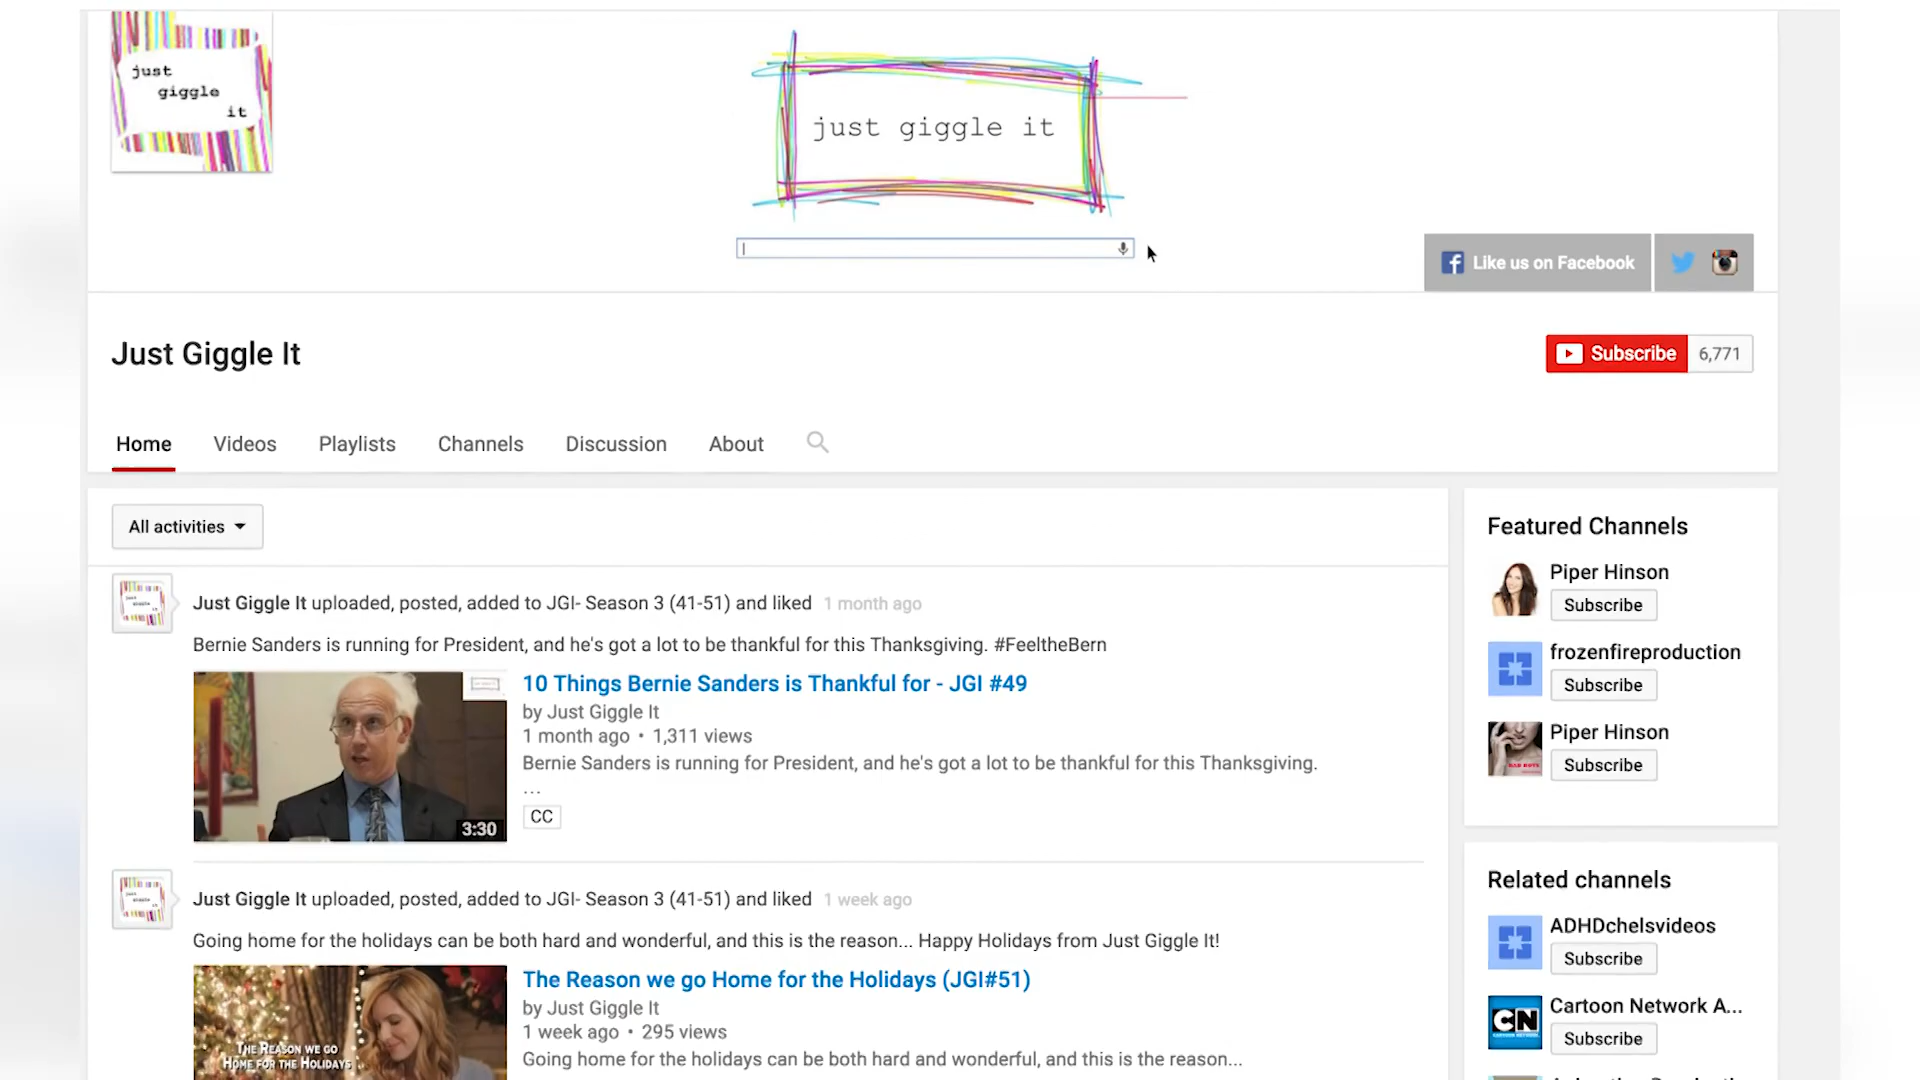 just
giggle
it
just giggle it
Like us on Facebook
Just Giggle It
Subscribe 6,771
Home Videos Playlists Channels Discussion About
All activities
Just Giggle It uploaded, posted, added to JGI- Season 3 (41-51) and liked 1 month ago
Bernie Sanders is running for President, and he's got a lot to be thankful for this Thanksgiving. #FeeltheBern
10 Things Bernie Sanders is Thankful for - JGI #49
by Just Giggle It
1 month ago • 1,311 views
Bernie Sanders is running for President, and he's got a lot to be thankful for this Thanksgiving.
...
CC
3:30
Just Giggle It uploaded, posted, added to JGI- Season 3 (41-51) and liked 1 week ago
Going home for the holidays can be both hard and wonderful, and this is the reason... Happy Holidays from Just Giggle It!
THE REASON WE GO
HOME FOR THE HOLIDAYS
The Reason we go Home for the Holidays (JGI#51)
by Just Giggle It
1 week ago • 295 views
Going home for the holidays can be both hard and wonderful, and this is the reason...
Featured Channels
Piper Hinson
Subscribe
frozenfireproduction
Subscribe
Piper Hinson
Subscribe
Related channels
ADHDchelsvideos
Subscribe
CN
Cartoon Network A...
Subscribe